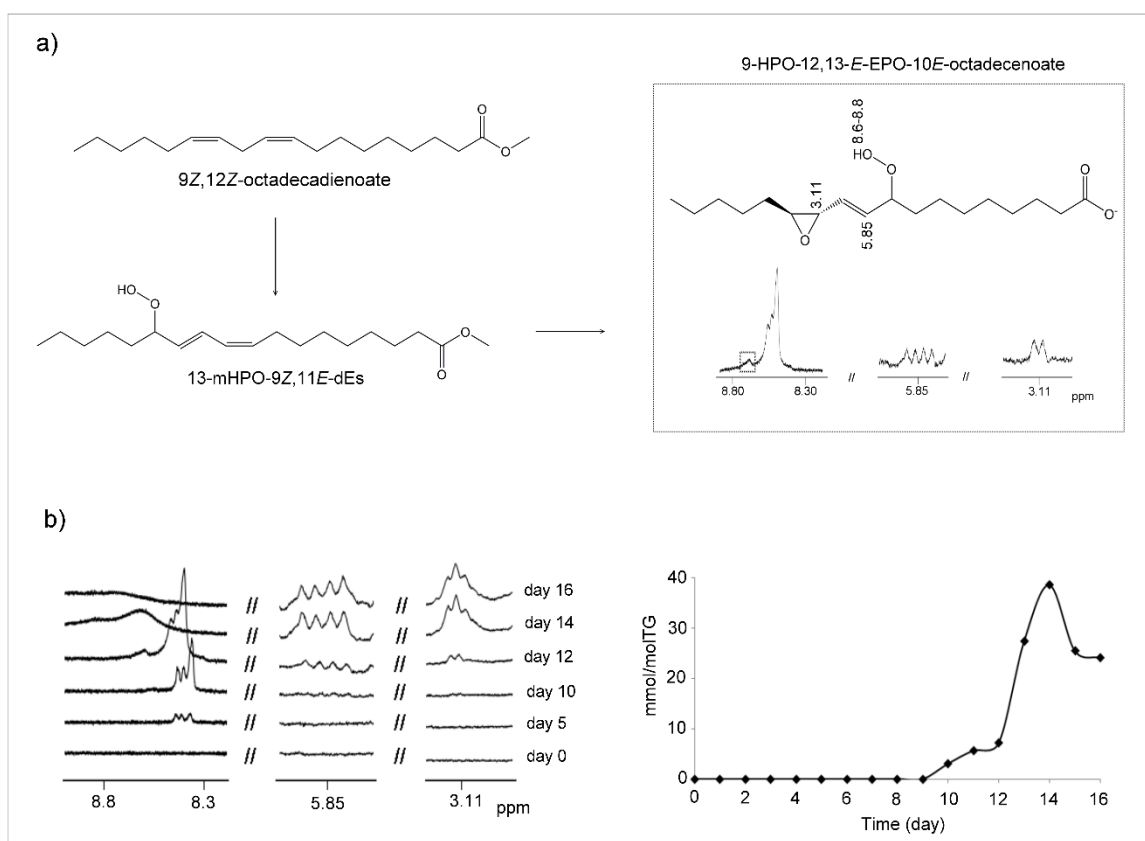 a)
9-HPO-12,13-E-EPO-10E-octadecenoate
O
O
9Z,12Z-octadecadienoate
8.6-8.8
HO
O
3.11
O
5.85
O
O-
HO
O
O
O
13-mHPO-9Z,11E-dEs
8.80 8.30 // 5.85 // 3.11 ppm
b)
// // day 16
// // day 14
// // day 12
// // day 10
// // day 5
// // day 0
8.8 8.3 5.85 3.11
ppm
mmol/molTG
40
30
20
10
0
0 2 4 6 8 10 12 14 16
Time (day)